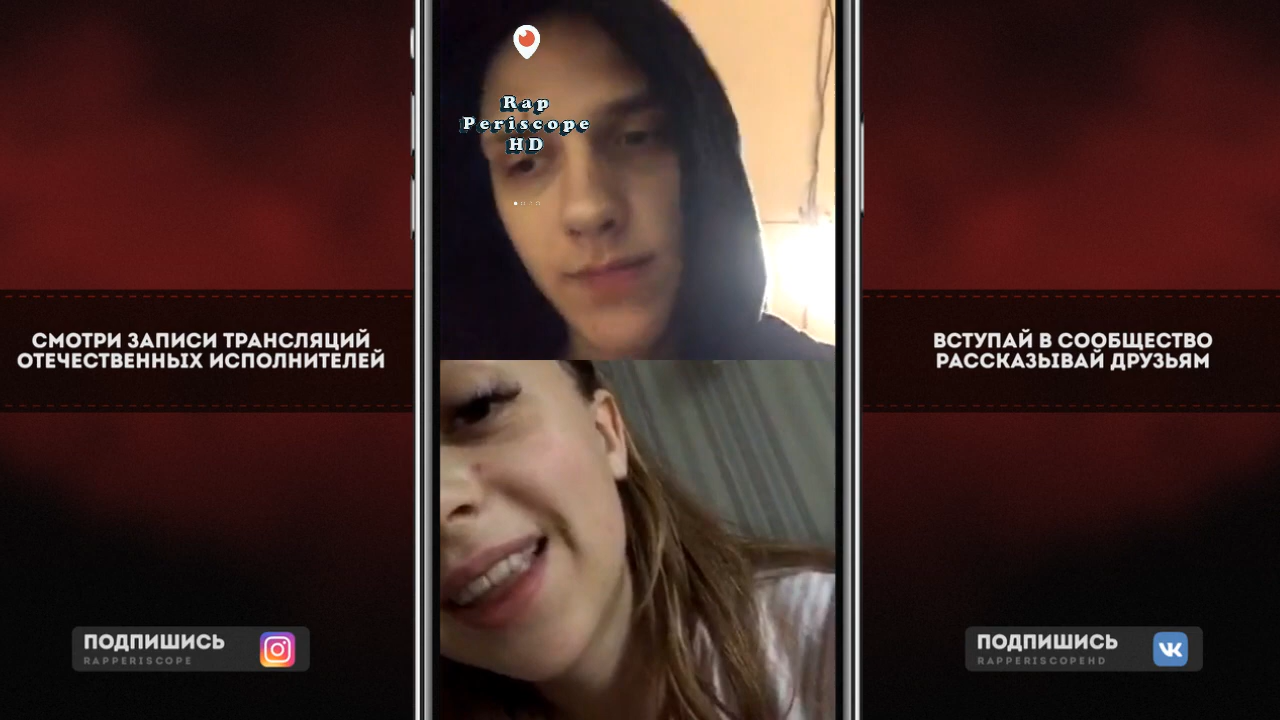 Rap
Periscope
HD
СМОТРИ ЗАПИСИ ТРАНСЛЯЦИЙ
ОТЕЧЕСТВЕННЫХ ИСПОЛНИТЕЛЕЙ
ВСТУПАЙ В СООБЩЕСТВО
РАССКАЗЫВАЙ ДРУЗЬЯМ
ПОДПИШИСЬ
RAPPERISCOPE
ПОДПИШИСЬ
RAPPERISCOPEHD